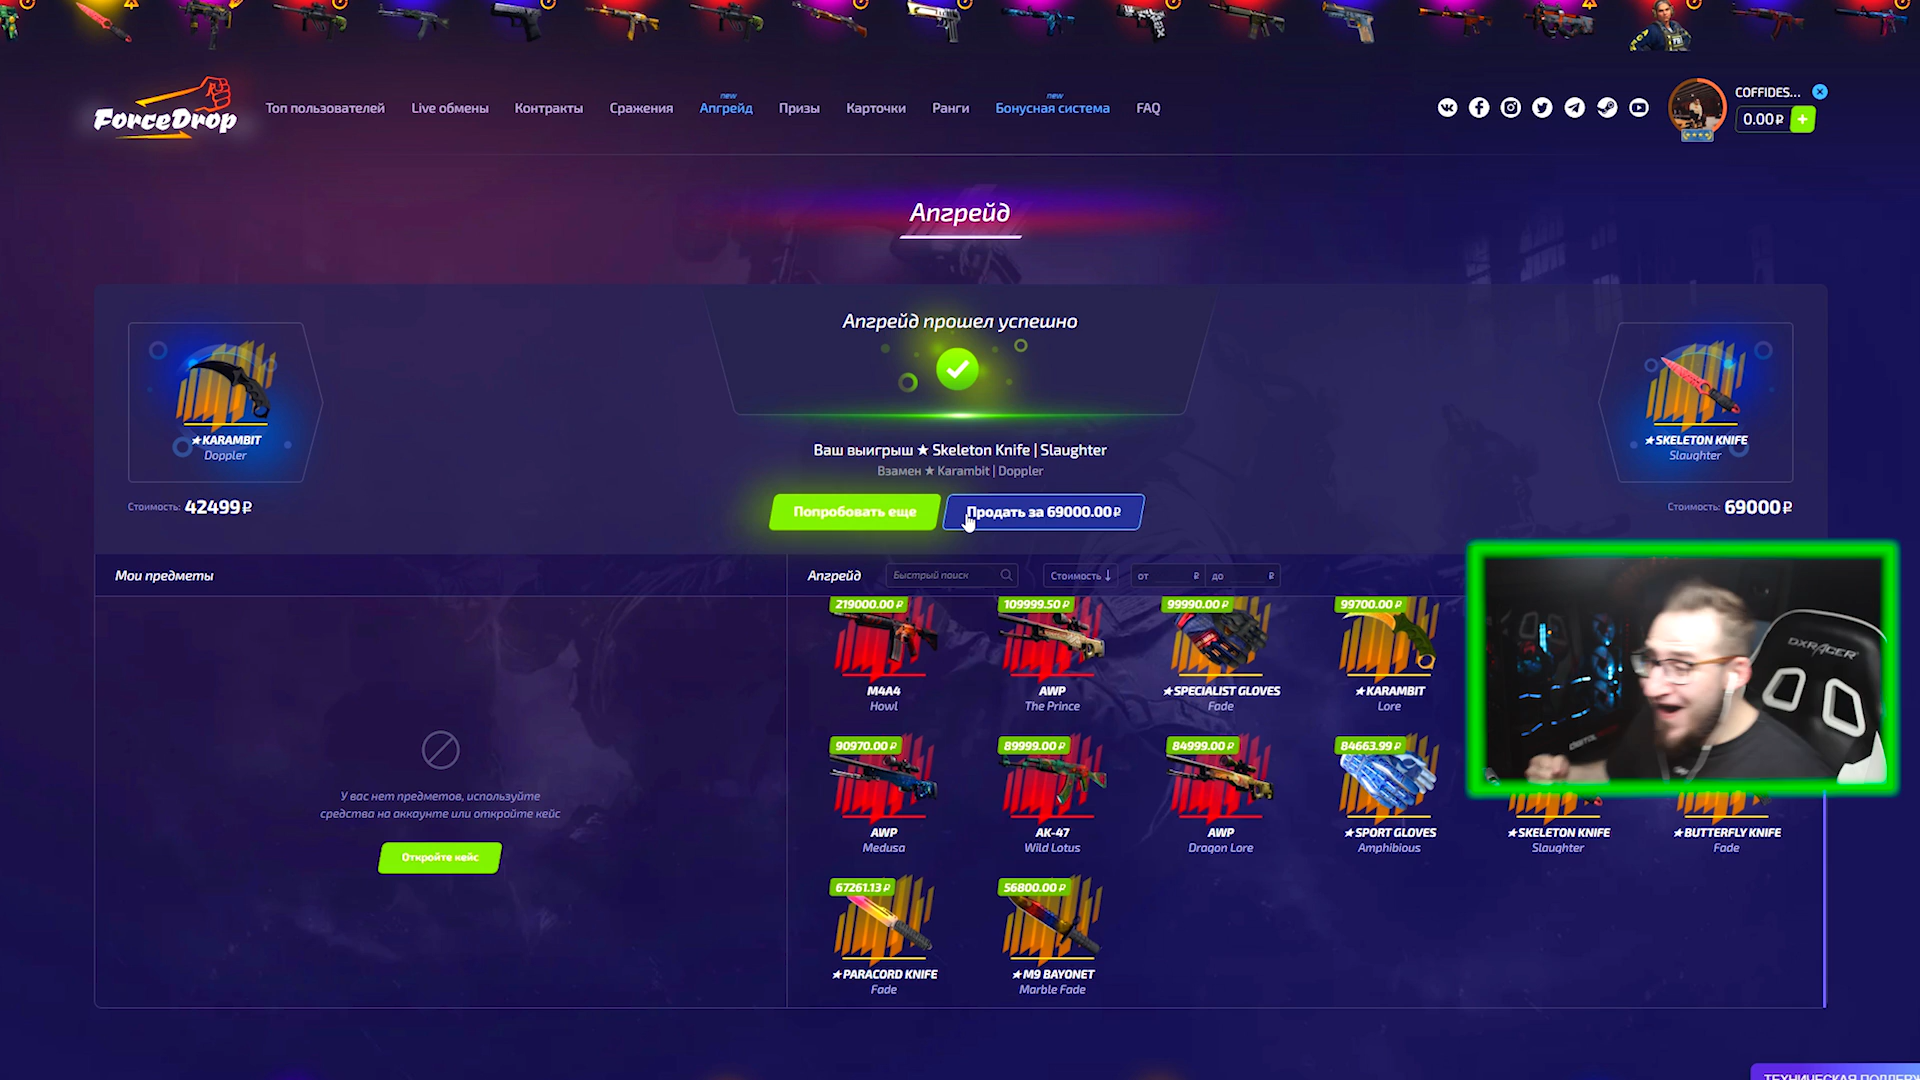 ForceDrop
Топ пользователей
Live обмены
Контракты
Сражения
new
Апгрейд
Призы
Карточки
Ранги
new
Бонусная система
FAQ
COFFIDES...
0.00₽
+
Апгрейд
Апгрейд прошел успешно
★ KARAMBIT
Doppler
★ SKELETON KNIFE
Slaughter
Ваш выигрыш ★ Skeleton Knife | Slaughter
Взамен ★ Karambit | Doppler
Стоимость: 42499₽
Попробовать еще
Продать за 69000.00₽
Стоимость: 69000₽
Мои предметы
Апгрейд
Быстрый поиск
Стоимость ↓
от ₽
до ₽
219000.00 ₽
109999.50 ₽
99990.00 ₽
99700.00 ₽
M4A4
Howl
AWP
The Prince
★ SPECIALIST GLOVES
Fade
★ KARAMBIT
Lore
DXRACER
90970.00 ₽
89999.00 ₽
84999.00 ₽
84663.99 ₽
AWP
Medusa
AK-47
Wild Lotus
AWP
Dragon Lore
★ SPORT GLOVES
Amphibious
★ SKELETON KNIFE
Slaughter
★ BUTTERFLY KNIFE
Fade
У вас нет предметов, используйте
средства на аккаунте или откройте кейс
Откройте кейс
67261.13 ₽
56800.00 ₽
★ PARACORD KNIFE
Fade
★ M9 BAYONET
Marble Fade